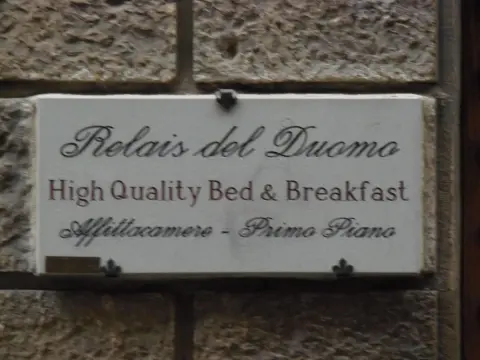 Relais del Duomo
High Quality Bed & Breakfast
Affittacamere - Primo Piano